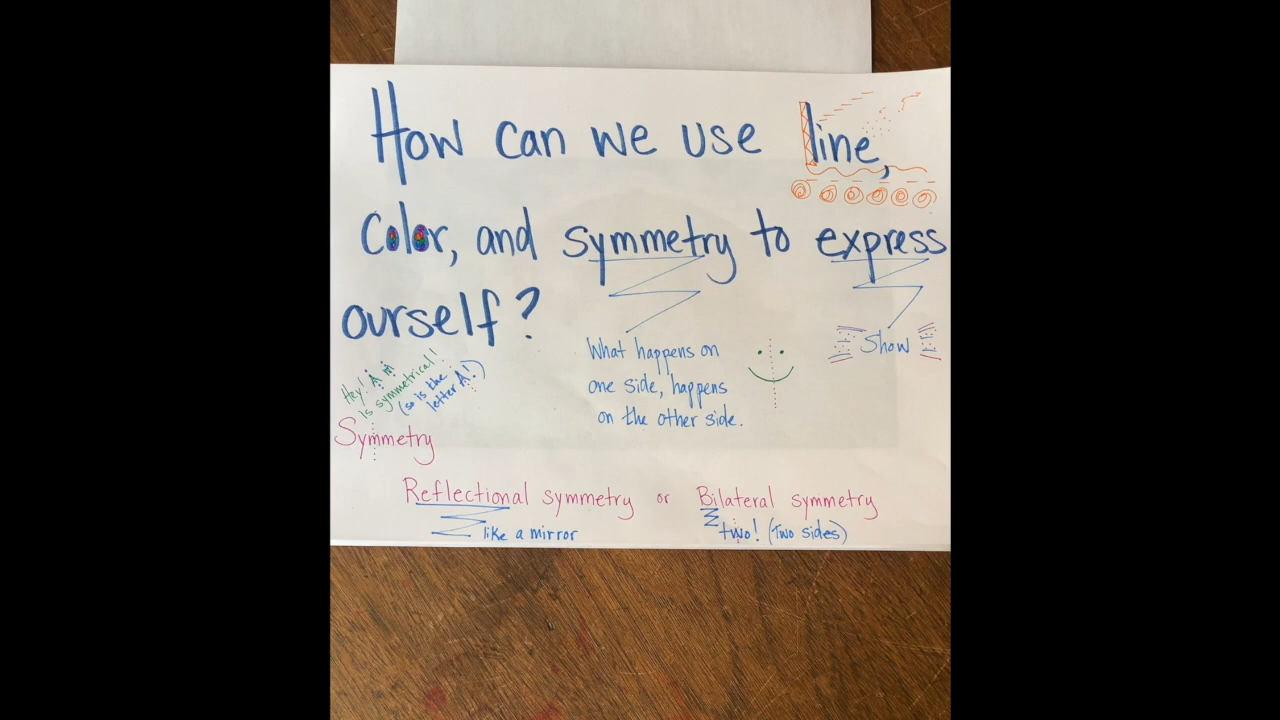 How can we use line,
color, and symmetry to express
ourself?
What happens on
one side, happens
on the other side.
Show
Hey! A m
is symmetrical!
(so is the
letter A!)
Symmetry
Reflectional symmetry or Bilateral symmetry
like a mirror
two! (Two sides)